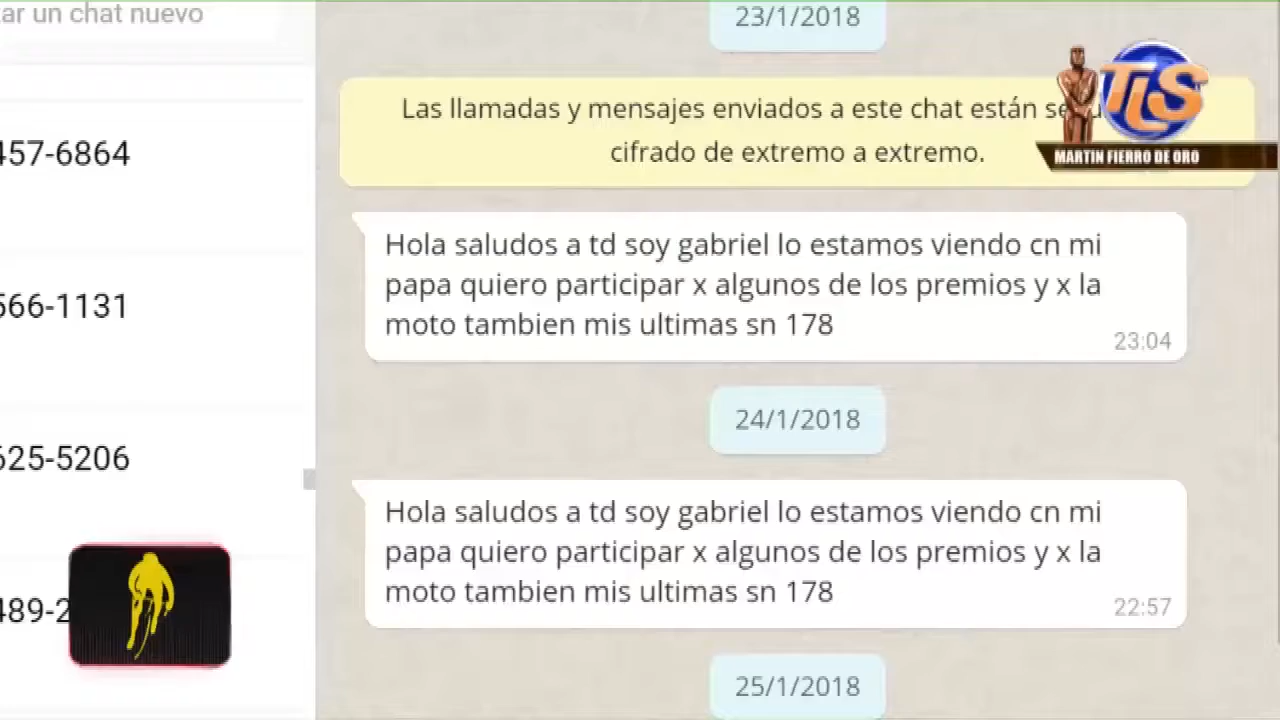 ar un chat nuevo
457-6864
566-1131
625-5206
489-2
23/1/2018
Las llamadas y mensajes enviados a este chat están
cifrado de extremo a extremo.
Hola saludos a td soy gabriel lo estamos viendo cn mi
papa quiero participar x algunos de los premios y x la
moto tambien mis ultimas sn 178
23:04
24/1/2018
Hola saludos a td soy gabriel lo estamos viendo cn mi
papa quiero participar x algunos de los premios y x la
moto tambien mis ultimas sn 178
22:57
25/1/2018
TLS
MARTIN FIERRO DE ORO